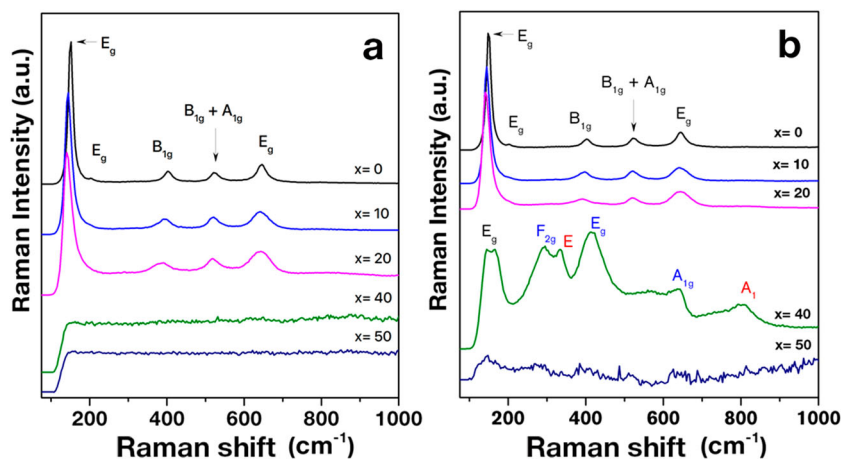 a
Raman Intensity (a.u.)
E_g
B_1g + A_1g
E_g
B_1g
E_g
x= 0
x= 10
x= 20
x= 40
x= 50
200 400 600 800 1000
Raman shift (cm⁻¹)
b
Raman Intensity (a.u.)
E_g
B_1g + A_1g
E_g
B_1g
E_g
x= 0
x= 10
x= 20
E_g
F_2g
E
E_g
A_1g
A_1
x= 40
x= 50
200 400 600 800 1000
Raman shift (cm⁻¹)